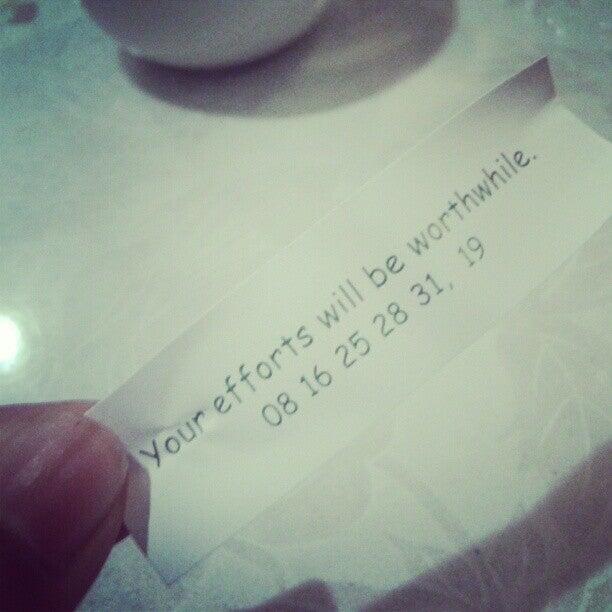 Your efforts will be worthwhile.
08 16 25 28 31, 19